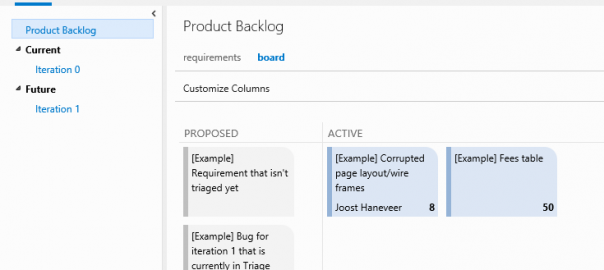 Product Backlog
Current
Iteration 0
Future
Iteration 1
Product Backlog
requirements board
Customize Columns
PROPOSED
[Example]
Requirement that isn't
triaged yet
[Example] Bug for
iteration 1 that is
currently in Triage
ACTIVE
[Example] Corrupted
page layout/wire
frames
Joost Haneveer 8
[Example] Fees table
50